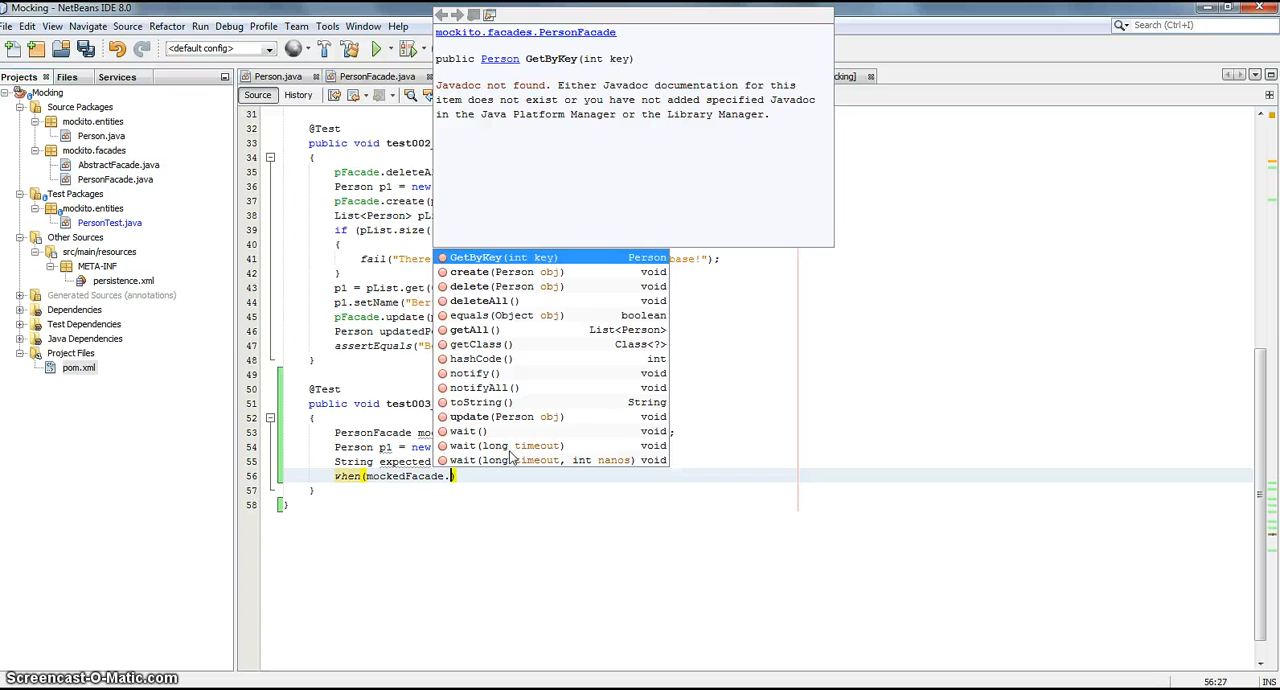 Mocking - NetBeans IDE 8.0
File Edit View Navigate Source Refactor Run Debug Profile Team Tools Window Help
Search (Ctrl+I)
<default config>
Projects Files Services
Person.java PersonFacade.java
Source History
Mocking
Source Packages
mockito.entities
Person.java
mockito.facades
AbstractFacade.java
PersonFacade.java
Test Packages
mockito.entities
PersonTest.java
Other Sources
src/main/resources
META-INF
persistence.xml
Generated Sources (annotations)
Dependencies
Test Dependencies
Java Dependencies
Project Files
pom.xml
mockito.facades.PersonFacade
public Person GetByKey(int key)
Javadoc not found. Either Javadoc documentation for this
item does not exist or you have not added specified Javadoc
in the Java Platform Manager or the Library Manager.
31
32 @Test
33 public void test002
34 {
35 pFacade.deleteA
36 Person p1 = new
37 pFacade.create(
38 List<Person> pL
39 if (pList.size(
40 {
41 fail("There ase!");
42 }
43 p1 = pList.get(
44 p1.setName("Ber
45 pFacade.update(
46 Person updatedP
47 assertEquals("B
48 }
49
50 @Test
51 public void test003
52 {
53 PersonFacade mo ;
54 Person p1 = new
55 String expected
56 when(mockedFacade.)
57 }
58 }
GetByKey(int key) Person
create(Person obj) void
delete(Person obj) void
deleteAll() void
equals(Object obj) boolean
getAll() List<Person>
getClass() Class<?>
hashCode() int
notify() void
notifyAll() void
toString() String
update(Person obj) void
wait() void
wait(long timeout) void
wait(long timeout, int nanos) void
Screencast-O-Matic.com
56:27 INS